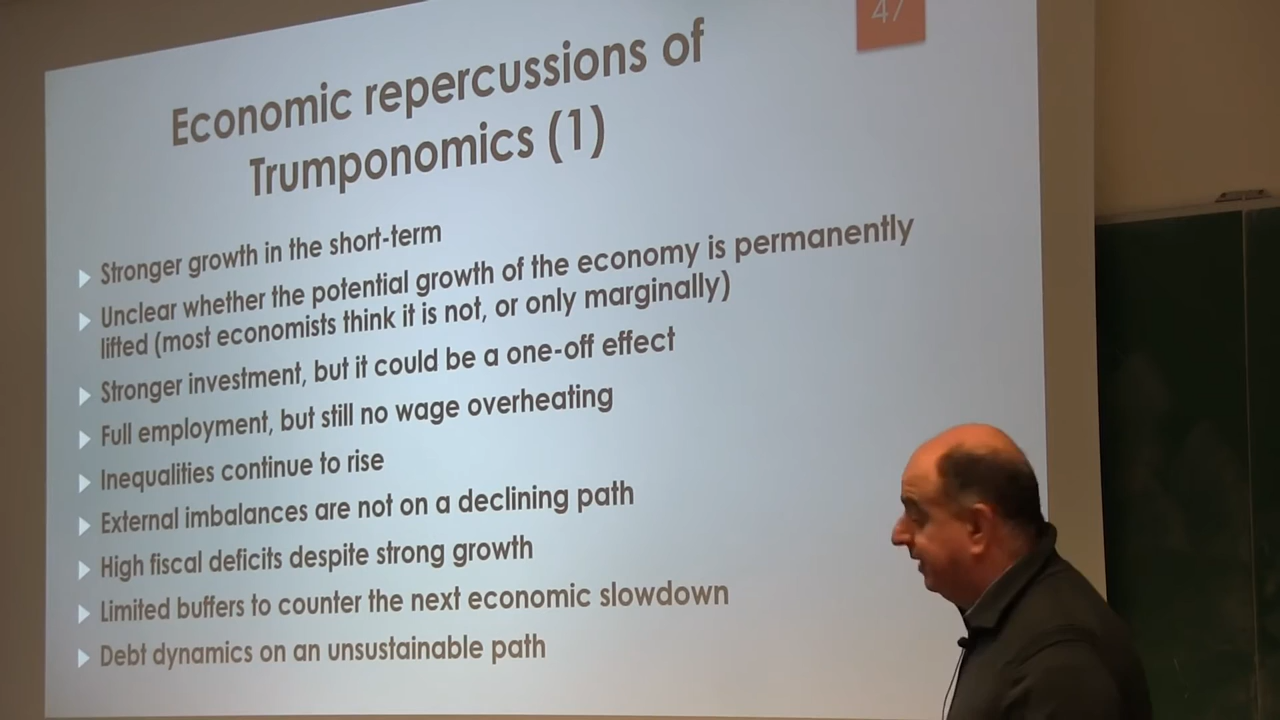 47
Economic repercussions of
Trumponomics (1)
Stronger growth in the short-term
Unclear whether the potential growth of the economy is permanently
lifted (most economists think it is not, or only marginally)
Stronger investment, but it could be a one-off effect
Full employment, but still no wage overheating
Inequalities continue to rise
External imbalances are not on a declining path
High fiscal deficits despite strong growth
Limited buffers to counter the next economic slowdown
Debt dynamics on an unsustainable path